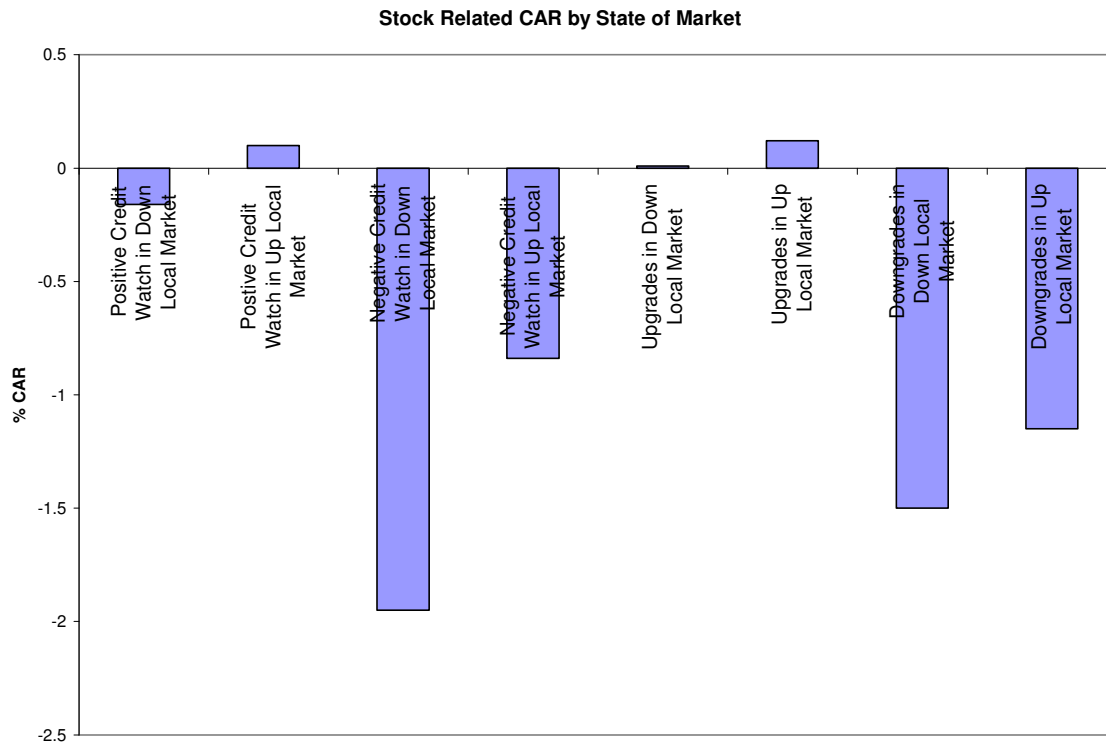 Stock Related CAR by State of Market
% CAR
0.5
0
-0.5
-1
-1.5
-2
-2.5
Positive Credit
Watch in Down
Local Market
Postive Credit
Watch in Up Local
Market
Negative Credit
Watch in Down
Local Market
Negative Credit
Watch in Up Local
Market
Upgrades in Down
Local Market
Upgrades in Up
Local Market
Downgrades in
Down Local
Market
Downgrades in Up
Local Market